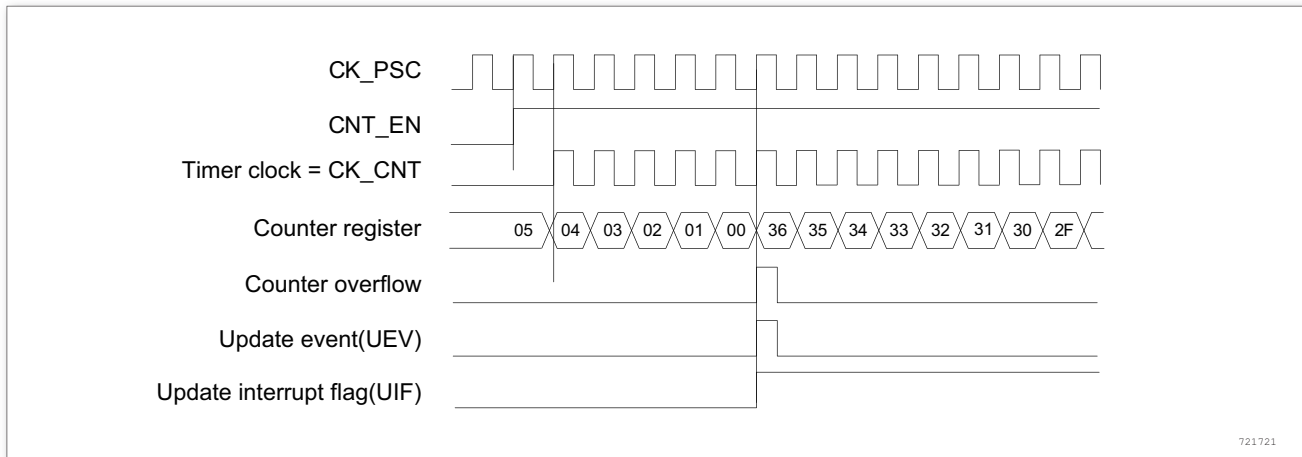 CK_PSC
CNT_EN
Timer clock = CK_CNT
Counter register 05 04 03 02 01 00 36 35 34 33 32 31 30 2F
Counter overflow
Update event(UEV)
Update interrupt flag(UIF)
721721